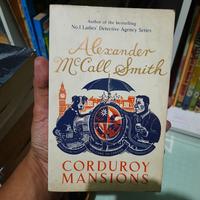 Author of the bestselling
No.1 Ladies' Detective Agency Series
Alexander
McCall Smith
CORDUROY
MANSIONS